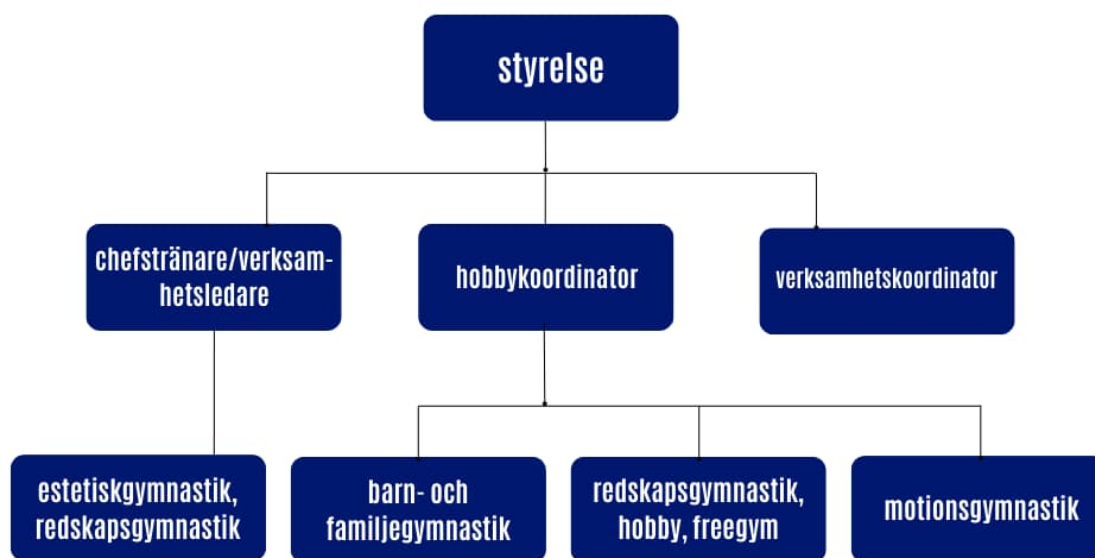 styrelse
chefstränare/verksam-
hetsledare
hobbykoordinator
verksamhetskoordinator
estetiskgymnastik,
redskapsgymnastik
barn- och
familjegymnastik
redskapsgymnastik,
hobby, freegym
motionsgymnastik